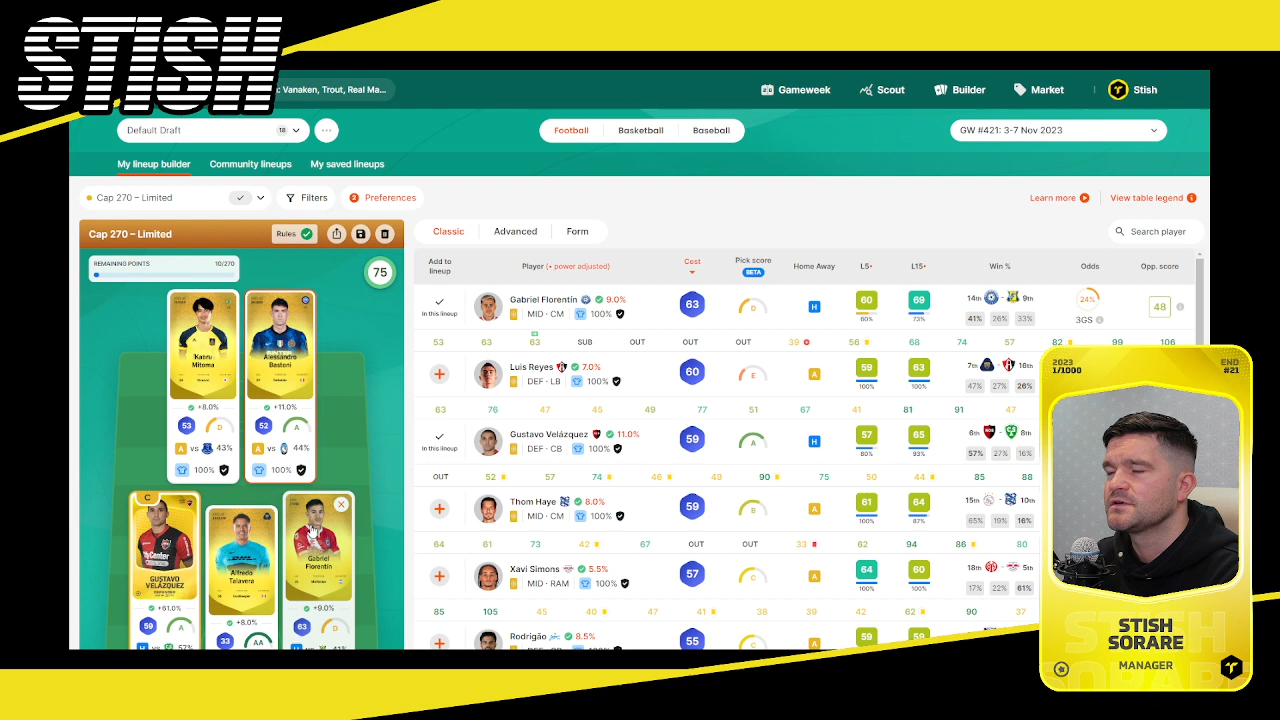 STISH
: Vanaken, Trout, Real Ma...
Gameweek
Scout
Builder
Market
Stish
Default Draft
18
Football
Basketball
Baseball
GW #421: 3-7 Nov 2023
My lineup builder
Community lineups
My saved lineups
Cap 270 – Limited
Filters
2 Preferences
Learn more
View table legend
Cap 270 – Limited
Rules
Classic
Advanced
Form
Search player
REMAINING POINTS 10/270
75
Add to lineup
Player (• power adjusted)
Cost
Pick score
BETA
Home Away
L5•
L15•
Win %
Odds
Opp. score
In this lineup
Gabriel Florentín 9.0%
MID · CM 100%
63
D
H
60
60%
69
73%
14th 9th
41% 26% 33%
24%
3GS
48
53 63 63 SUB OUT OUT OUT 39 56 68 74 57 82 99 106
Luis Reyes 7.0%
DEF · LB 100%
60
E
A
59
100%
63
100%
7th 16th
47% 27% 26%
63 76 47 45 49 77 51 67 41 81 91 47
In this lineup
Gustavo Velázquez 11.0%
DEF · CB 100%
59
A
H
57
80%
65
93%
6th 8th
57% 27% 16%
OUT 52 57 74 46 49 90 75 50 44 85 88
Thom Haye 8.0%
MID · CM 100%
59
B
A
61
100%
64
87%
15th 10th
65% 19% 16%
64 61 73 42 67 OUT OUT 33 62 94 86 80
Xavi Simons 5.5%
MID · RAM 100%
57
C
A
64
100%
60
100%
18th 5th
17% 22% 61%
85 105 45 40 47 41 38 39 42 62 90 37
Rodrigão 8.5%
55
A
59
Kaoru
Mitoma
+8.0%
53
D
A vs 43%
100%
Alessandro
Bastoni
+11.0%
52
A
A vs 44%
100%
C
GUSTAVO
VELÁZQUEZ
+61.0%
59
A
Alfredo
Talavera
+8.0%
33
AA
Gabriel
Florentín
+9.0%
63
D
2023
1/1000
END
#21
STISH
SORARE
MANAGER